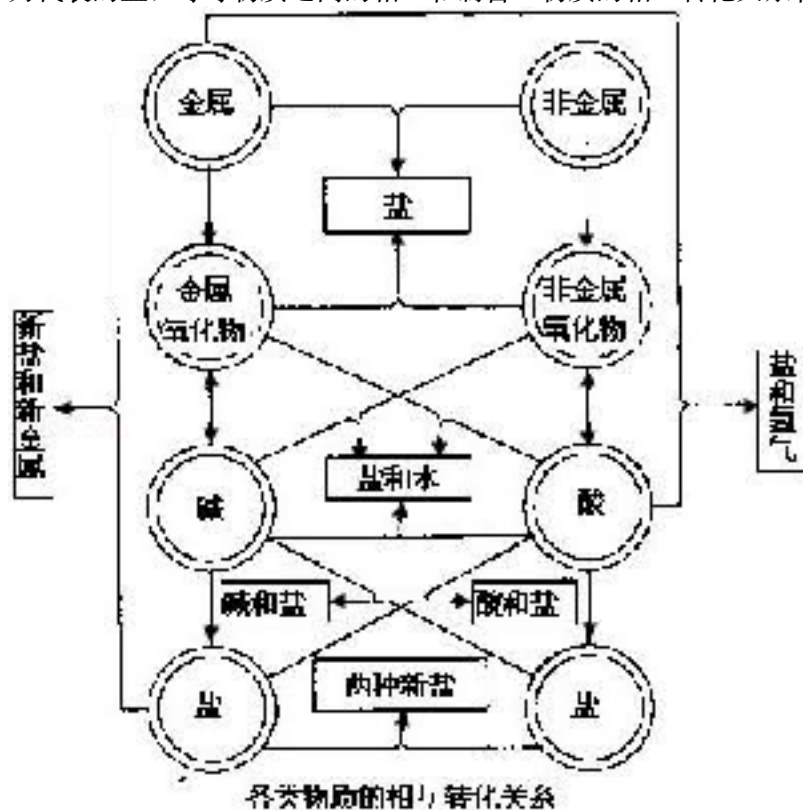 金属
非金属
盐
金属
氧化物
非金属
氧化物
新盐和新金属
盐和氢气
盐和水
碱
酸
碱和盐
酸和盐
盐
两种新盐
盐
各类物质的相互转化关系